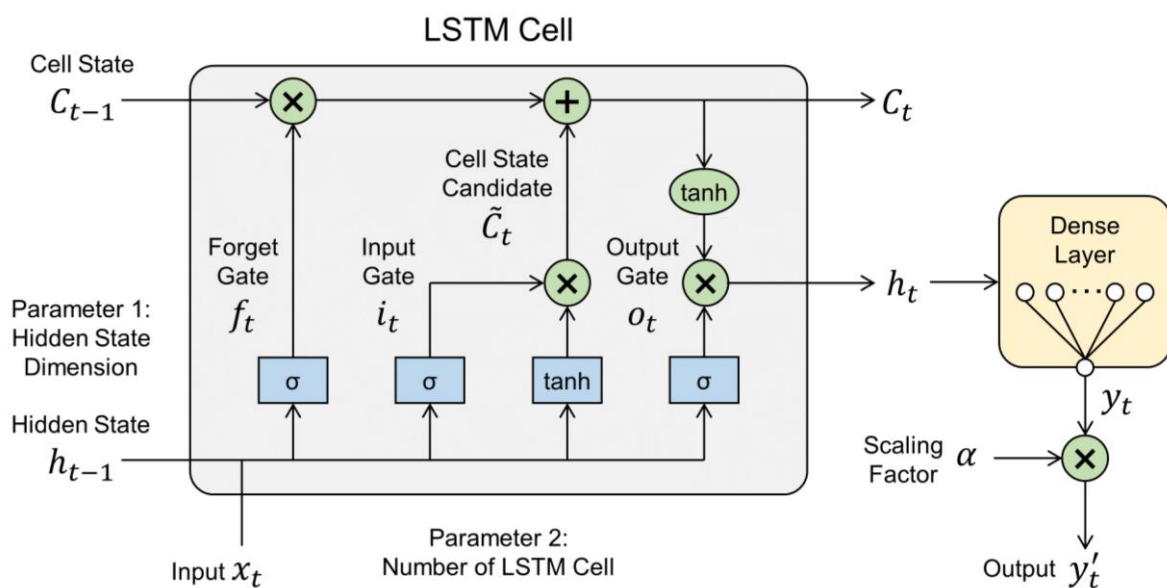 LSTM Cell
Cell State
C_{t−1}
×
+
C_t
Cell State
Candidate
C̃_t
tanh
Forget
Gate
f_t
Input
Gate
i_t
×
Output
Gate
o_t
×
h_t
Dense
Layer
Parameter 1:
Hidden State
Dimension
σ
σ
tanh
σ
Hidden State
h_{t−1}
y_t
Scaling
Factor
α
×
Parameter 2:
Number of LSTM Cell
Input x_t
Output y′_t